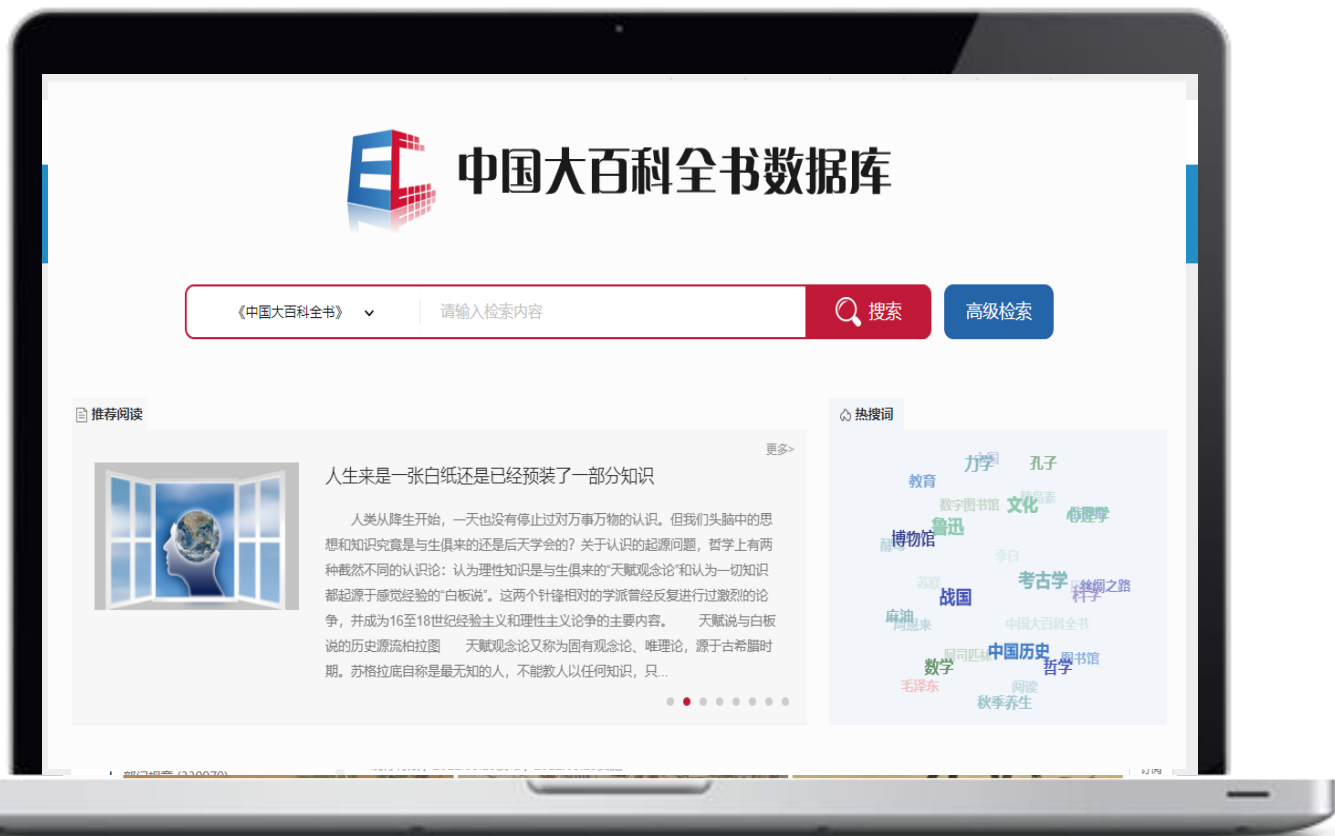 中国大百科全书数据库
《中国大百科全书》
请输入检索内容
搜索
高级检索
推荐阅读
热搜词
更多>
人生来是一张白纸还是已经预装了一部分知识
人类从降生开始，一天也没有停止过对万事万物的认识。但我们头脑中的思
想和知识究竟是与生俱来的还是后天学会的？关于认识的起源问题，哲学上有两
种截然不同的认识论：认为理性知识是与生俱来的“天赋观念论”和认为一切知识
都起源于感觉经验的“白板说”。这两个针锋相对的学派曾经反复进行过激烈的论
争，并成为16至18世纪经验主义和理性主义论争的主要内容。 天赋说与白板
说的历史源流柏拉图 天赋观念论又称为固有观念论、唯理论，源于古希腊时
期。苏格拉底自称是最无知的人，不能教人以任何知识，只...
力学
孔子
教育
数字图书馆
文化
心理学
鲁迅
博物馆
李白
苏联
考古学
丝绸之路
科学
战国
麻油
周恩来
中国大百科全书
阿司匹林
中国历史
图书馆
数学
哲学
毛泽东
阅读
秋季养生